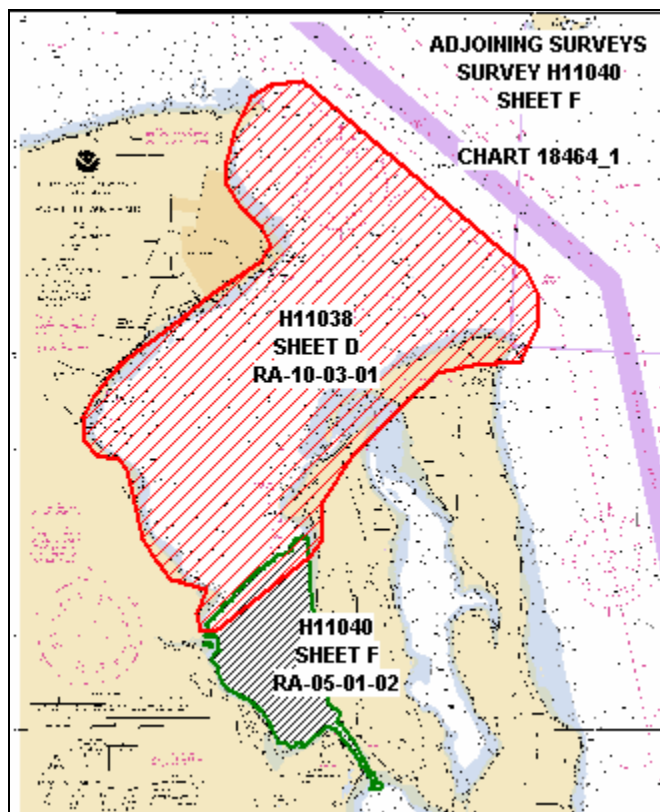 ADJOINING SURVEYS
SURVEY H11040
SHEET F
CHART 18464_1
H11038
SHEET D
RA-10-03-01
H11040
SHEET F
RA-05-01-02